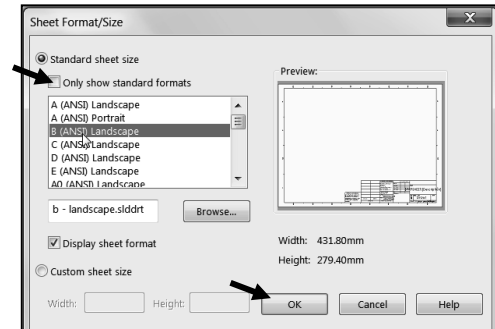 Sheet Format/Size
X
Standard sheet size
Only show standard formats
A (ANSI) Landscape
A (ANSI) Portrait
B (ANSI) Landscape
C (ANSI) Landscape
D (ANSI) Landscape
E (ANSI) Landscape
A0 (ANSI) Landscape
b - landscape.slddrt
Browse...
Display sheet format
Custom sheet size
Width:
Height:
Preview:
Width: 431.80mm
Height: 279.40mm
OK
Cancel
Help